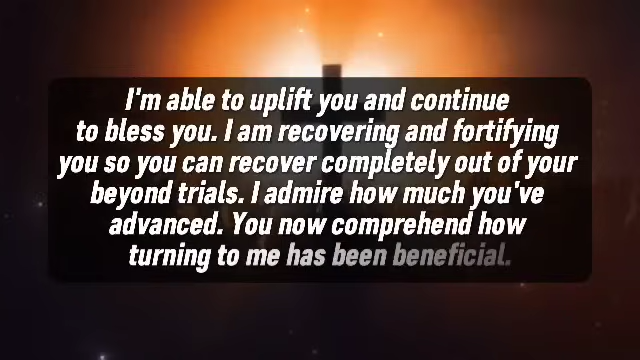 I'm able to uplift you and continue
to bless you. I am recovering and fortifying
you so you can recover completely out of your
beyond trials. I admire how much you've
advanced. You now comprehend how
turning to me has been beneficial.